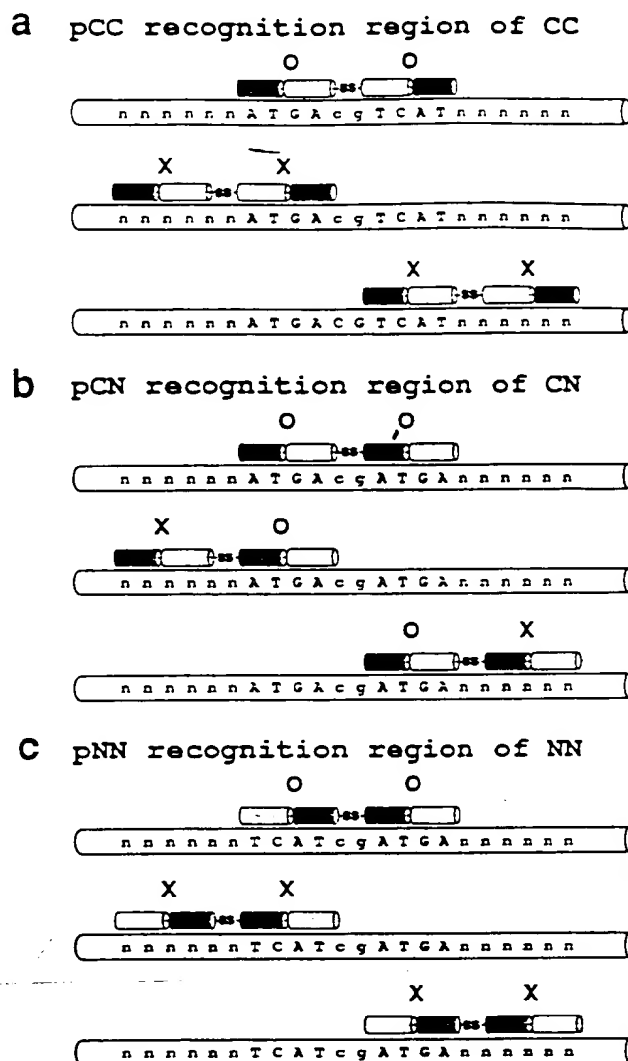 a pCC recognition region of CC
O O
ss
n n n n n n A T G A c g T C A T n n n n n n
X X
ss
n n n n n n A T G A c g T C A T n n n n n n
X X
ss
n n n n n n A T G A C G T C A T n n n n n n
b pCN recognition region of CN
O O
ss
n n n n n n A T G A c g A T G A n n n n n n
X O
ss
n n n n n n A T G A c g A T G A n n n n n n
O X
ss
n n n n n n A T G A c g A T G A n n n n n n
c pNN recognition region of NN
O O
ss
n n n n n n T C A T c g A T G A n n n n n n
X X
ss
n n n n n n T C A T c g A T G A n n n n n n
X X
ss
n n n n n n T C A T c g A T G A n n n n n n